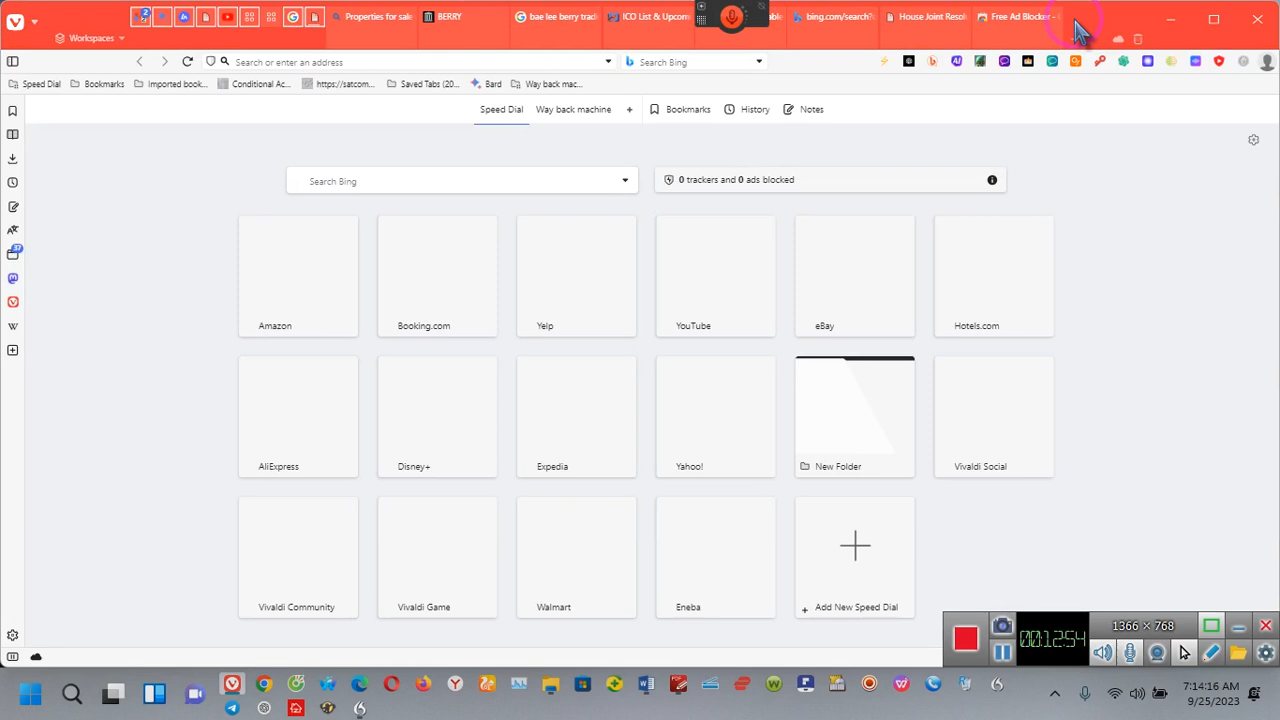 2
Properties for sale
BERRY
bae lee berry tradi
ICO List & Upcom
able
bing.com/search?
House Joint Resol
Free Ad Blocker -
Workspaces
Search or enter an address
Search Bing
Speed Dial
Bookmarks
Imported book...
Conditional Ac...
https://satcom...
Saved Tabs (20...
Bard
Way back mac...
Speed Dial
Way back machine
+
Bookmarks
History
Notes
Search Bing
0 trackers and 0 ads blocked
Amazon
Booking.com
Yelp
YouTube
eBay
Hotels.com
37
AliExpress
Disney+
Expedia
Yahoo!
New Folder
Vivaldi Social
Vivaldi Community
Vivaldi Game
Walmart
Eneba
+ Add New Speed Dial
00:12:54
1366 × 768
7:14:16 AM
9/25/2023